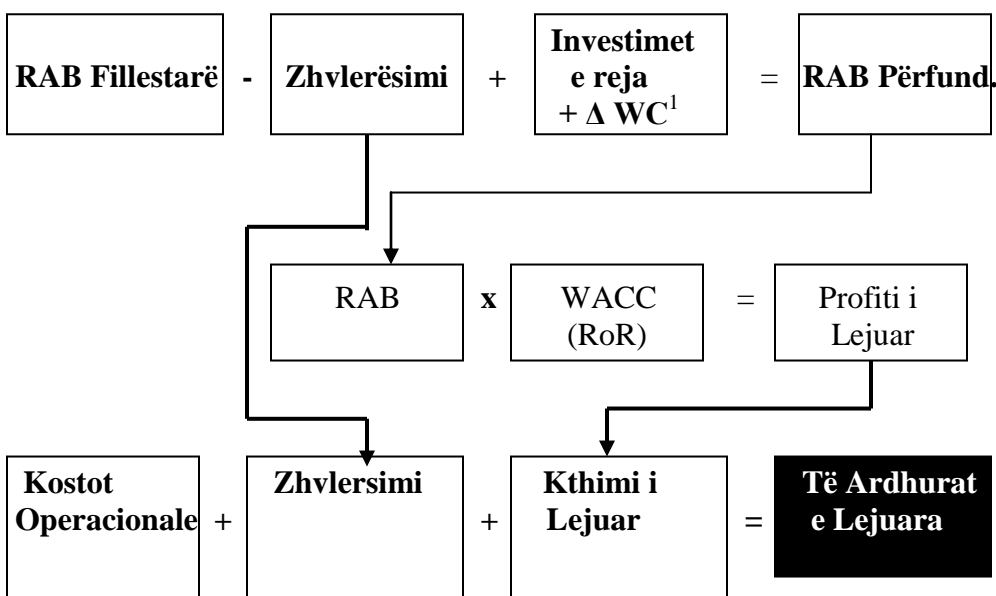 RAB Fillestarë - Zhvlerësimi + Investimet e reja + Δ WC1 = RAB Përfund.
RAB x WACC (RoR) = Profiti i Lejuar
Kostot Operacionale + Zhvlersimi + Kthimi i Lejuar = Të Ardhurat e Lejuara